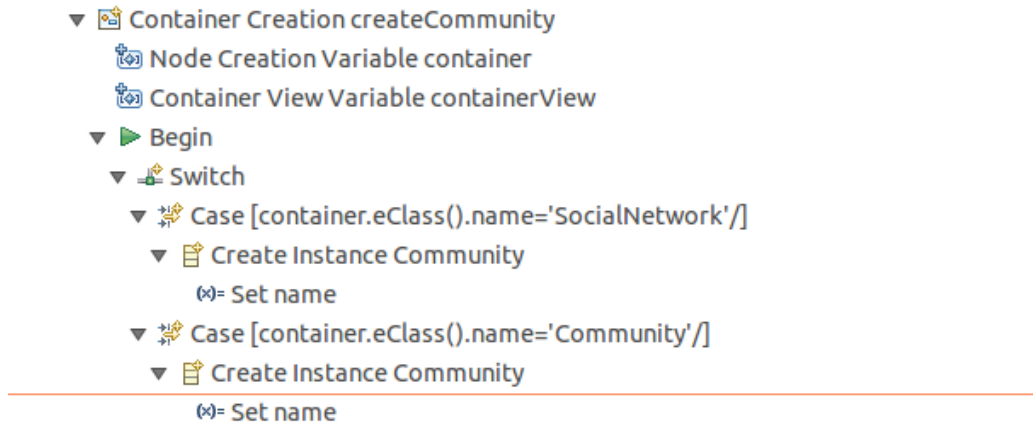 Container Creation createCommunity
Node Creation Variable container
Container View Variable containerView
Begin
Switch
Case [container.eClass().name='SocialNetwork'/]
Create Instance Community
(x)= Set name
Case [container.eClass().name='Community'/]
Create Instance Community
(x)= Set name